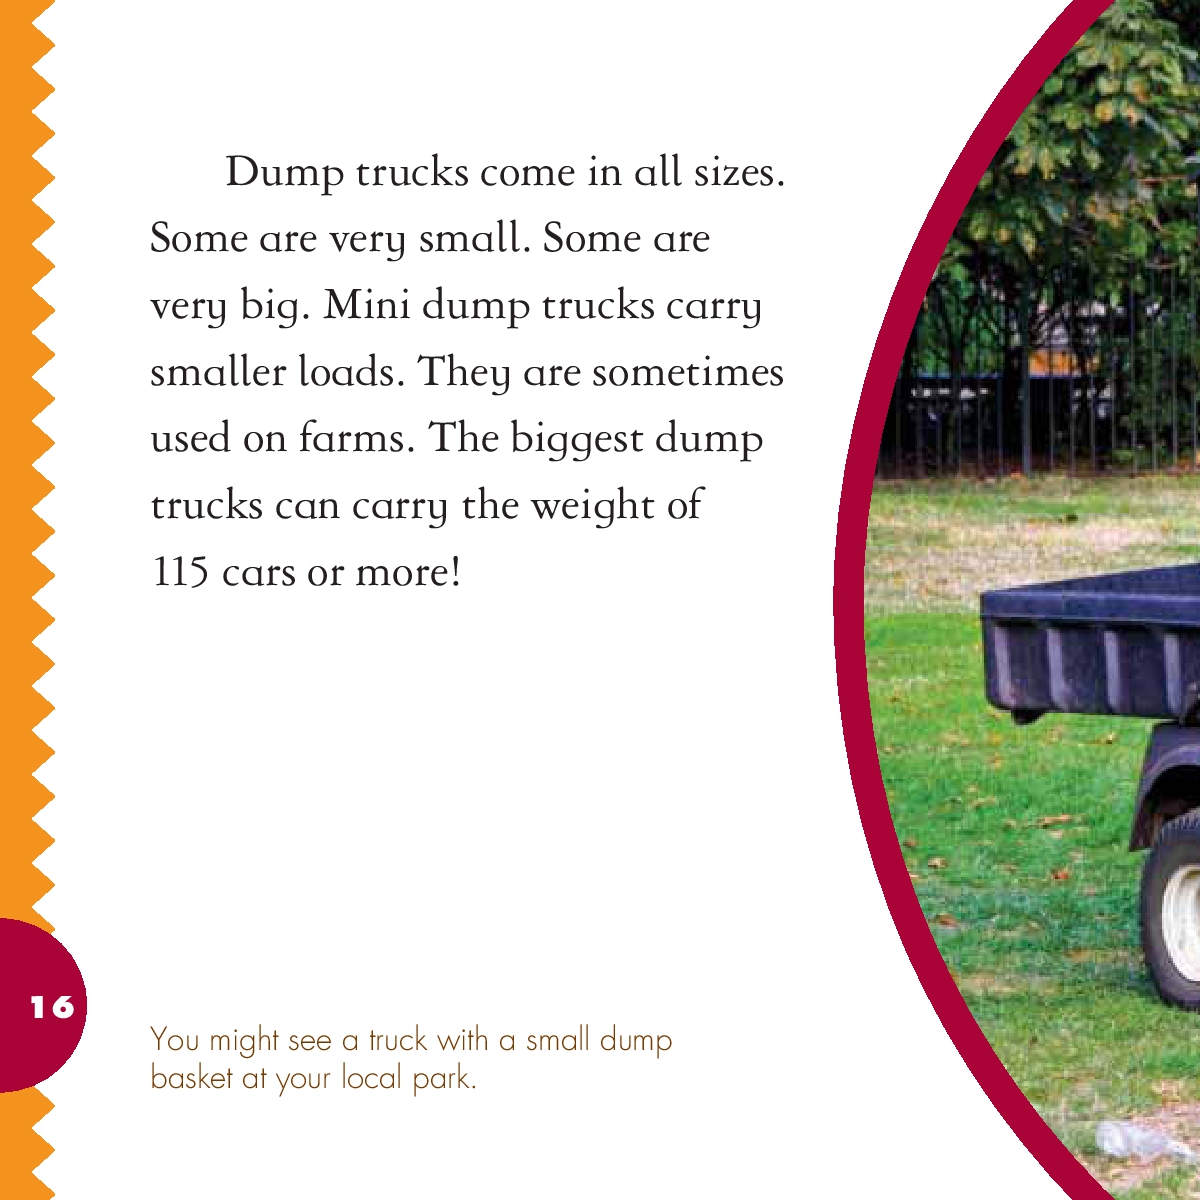 Dump trucks come in all sizes.
Some are very small. Some are
very big. Mini dump trucks carry
smaller loads. They are sometimes
used on farms. The biggest dump
trucks can carry the weight of
115 cars or more!
16
You might see a truck with a small dump
basket at your local park.